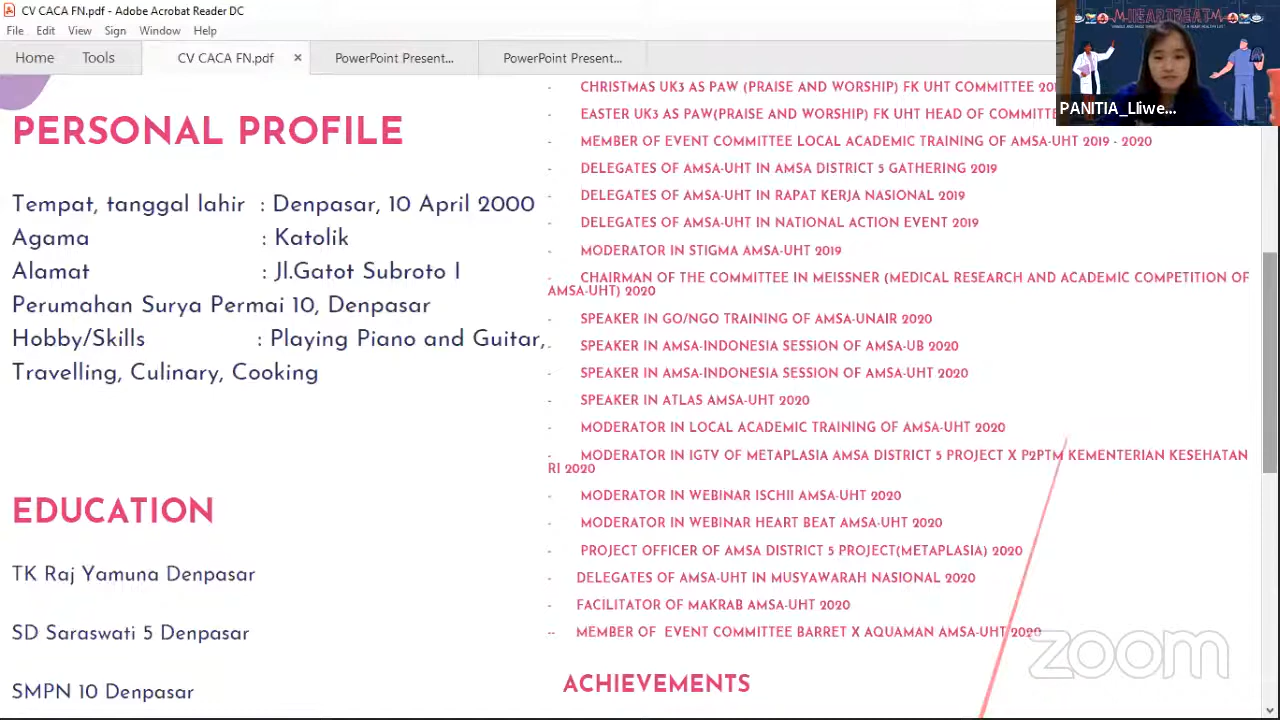 CV CACA FN.pdf - Adobe Acrobat Reader DC
File Edit View Sign Window Help
Home Tools CV CACA FN.pdf × PowerPoint Present... PowerPoint Present...
HEARTBEAT
PANITIA_Lliwe...
PERSONAL PROFILE
Tempat, tanggal lahir : Denpasar, 10 April 2000
Agama : Katolik
Alamat : Jl.Gatot Subroto I
Perumahan Surya Permai 10, Denpasar
Hobby/Skills : Playing Piano and Guitar,
Travelling, Culinary, Cooking
EDUCATION
TK Raj Yamuna Denpasar
SD Saraswati 5 Denpasar
SMPN 10 Denpasar
- CHRISTMAS UK3 AS PAW (PRAISE AND WORSHIP) FK UHT COMMITTEE
- EASTER UK3 AS PAW(PRAISE AND WORSHIP) FK UHT HEAD OF COMMITTE
- MEMBER OF EVENT COMMITTEE LOCAL ACADEMIC TRAINING OF AMSA-UHT 2019 - 2020
- DELEGATES OF AMSA-UHT IN AMSA DISTRICT 5 GATHERING 2019
- DELEGATES OF AMSA-UHT IN RAPAT KERJA NASIONAL 2019
- DELEGATES OF AMSA-UHT IN NATIONAL ACTION EVENT 2019
- MODERATOR IN STIGMA AMSA-UHT 2019
- CHAIRMAN OF THE COMMITTEE IN MEISSNER (MEDICAL RESEARCH AND ACADEMIC COMPETITION OF
AMSA-UHT) 2020
- SPEAKER IN GO/NGO TRAINING OF AMSA-UNAIR 2020
- SPEAKER IN AMSA-INDONESIA SESSION OF AMSA-UB 2020
- SPEAKER IN AMSA-INDONESIA SESSION OF AMSA-UHT 2020
- SPEAKER IN ATLAS AMSA-UHT 2020
- MODERATOR IN LOCAL ACADEMIC TRAINING OF AMSA-UHT 2020
- MODERATOR IN IGTV OF METAPLASIA AMSA DISTRICT 5 PROJECT X P2PTM KEMENTERIAN KESEHATAN
RI 2020
- MODERATOR IN WEBINAR ISCHII AMSA-UHT 2020
- MODERATOR IN WEBINAR HEART BEAT AMSA-UHT 2020
- PROJECT OFFICER OF AMSA DISTRICT 5 PROJECT(METAPLASIA) 2020
- DELEGATES OF AMSA-UHT IN MUSYAWARAH NASIONAL 2020
- FACILITATOR OF MAKRAB AMSA-UHT 2020
-- MEMBER OF EVENT COMMITTEE BARRET X AQUAMAN AMSA-UHT 2020
ACHIEVEMENTS
zoom